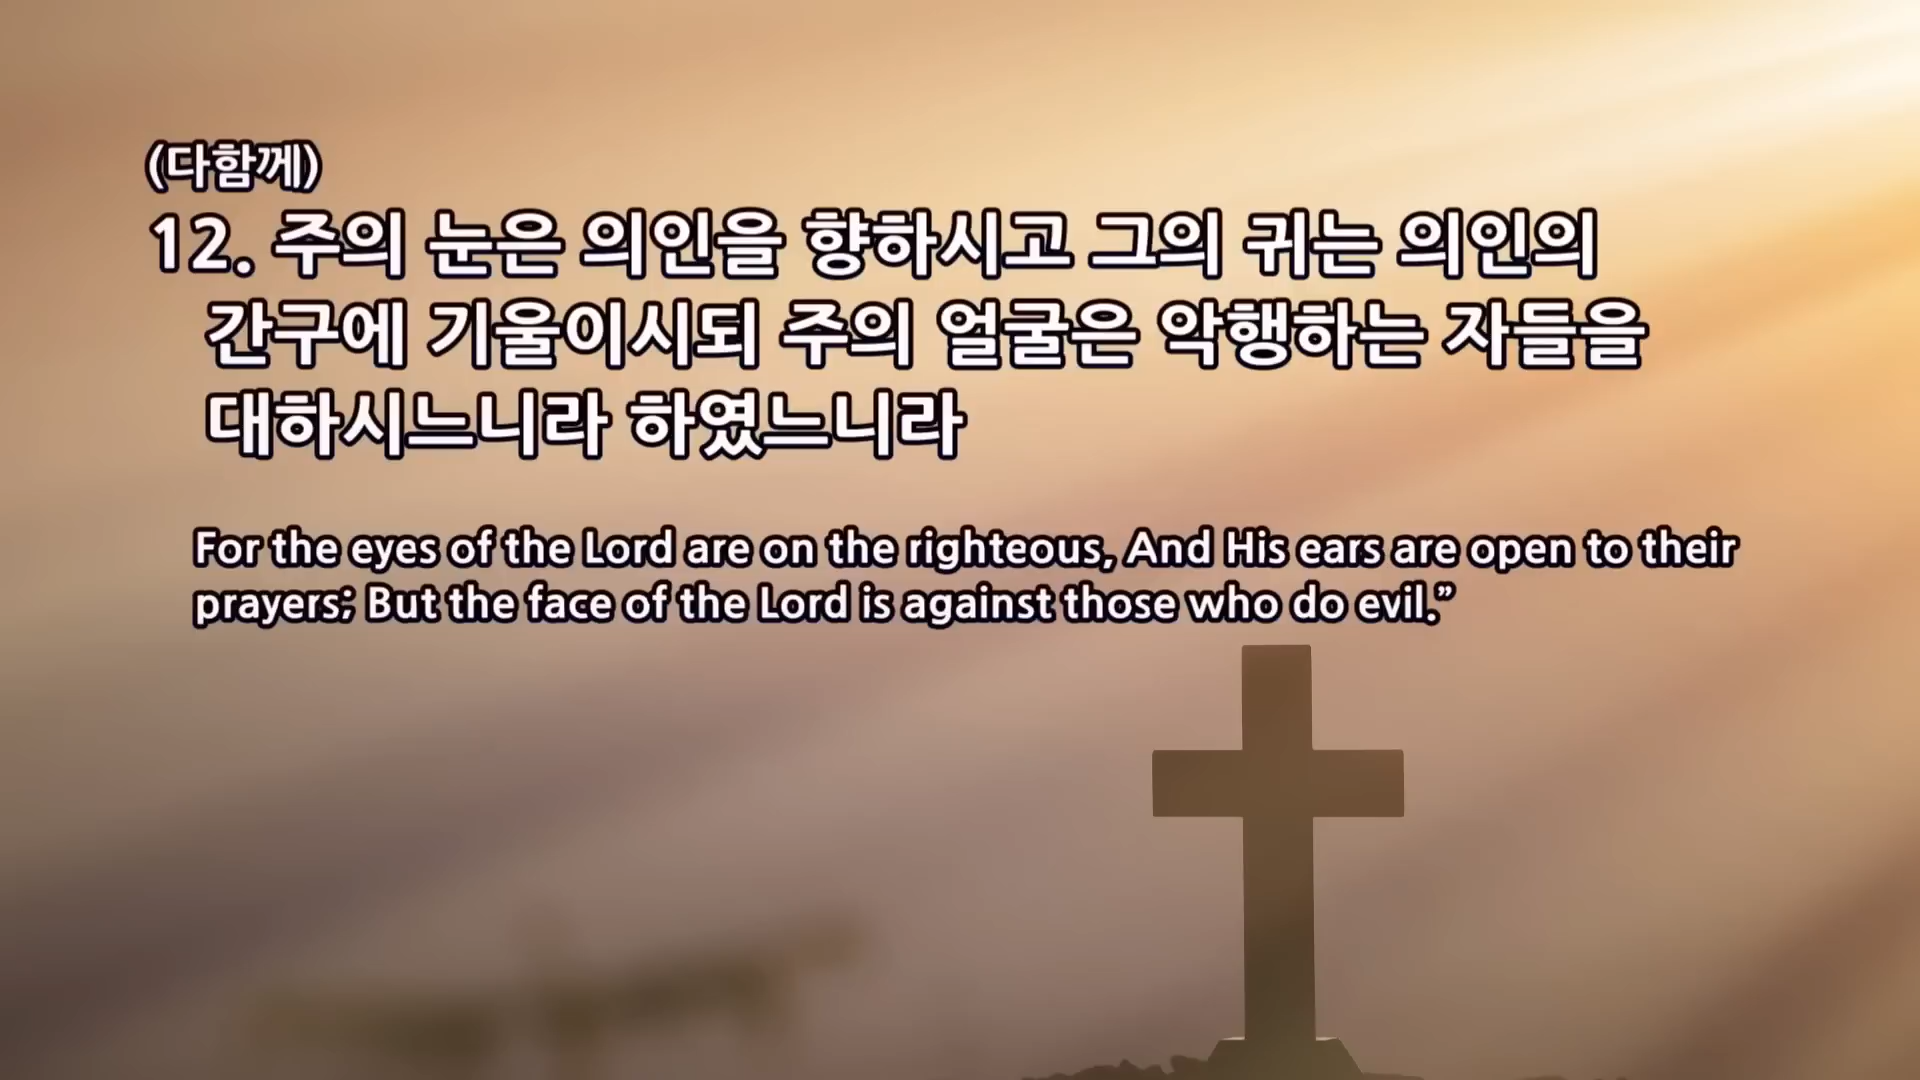 (다함께)
12. 주의 눈은 의인을 향하시고 그의 귀는 의인의
간구에 기울이시되 주의 얼굴은 악행하는 자들을
대하시느니라 하였느니라
For the eyes of the Lord are on the righteous, And His ears are open to their
prayers; But the face of the Lord is against those who do evil.”